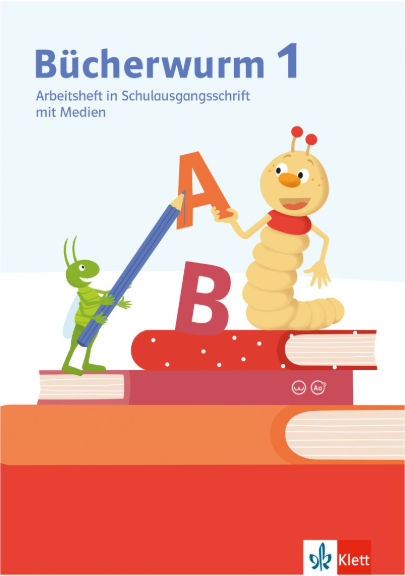 Bücherwurm 1
Arbeitsheft in Schulausgangsschrift
mit Medien
A
B
Klett